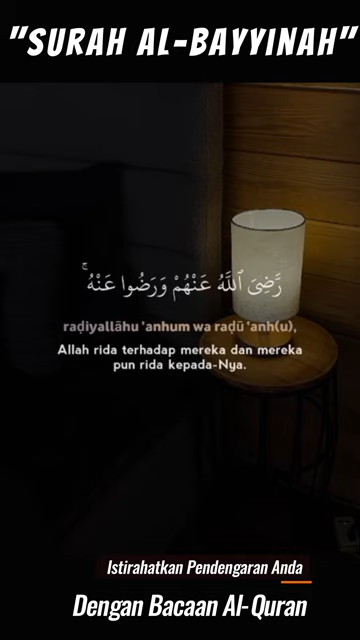 "SURAH AL-BAYYINAH"
رَّضِىَ ٱللَّهُ عَنْهُمْ وَرَضُوا عَنْهُ ۚ
raḍiyallāhu 'anhum wa raḍū 'anh(u),
Allah rida terhadap mereka dan mereka
pun rida kepada-Nya.
Istirahatkan Pendengaran Anda
Dengan Bacaan Al-Quran